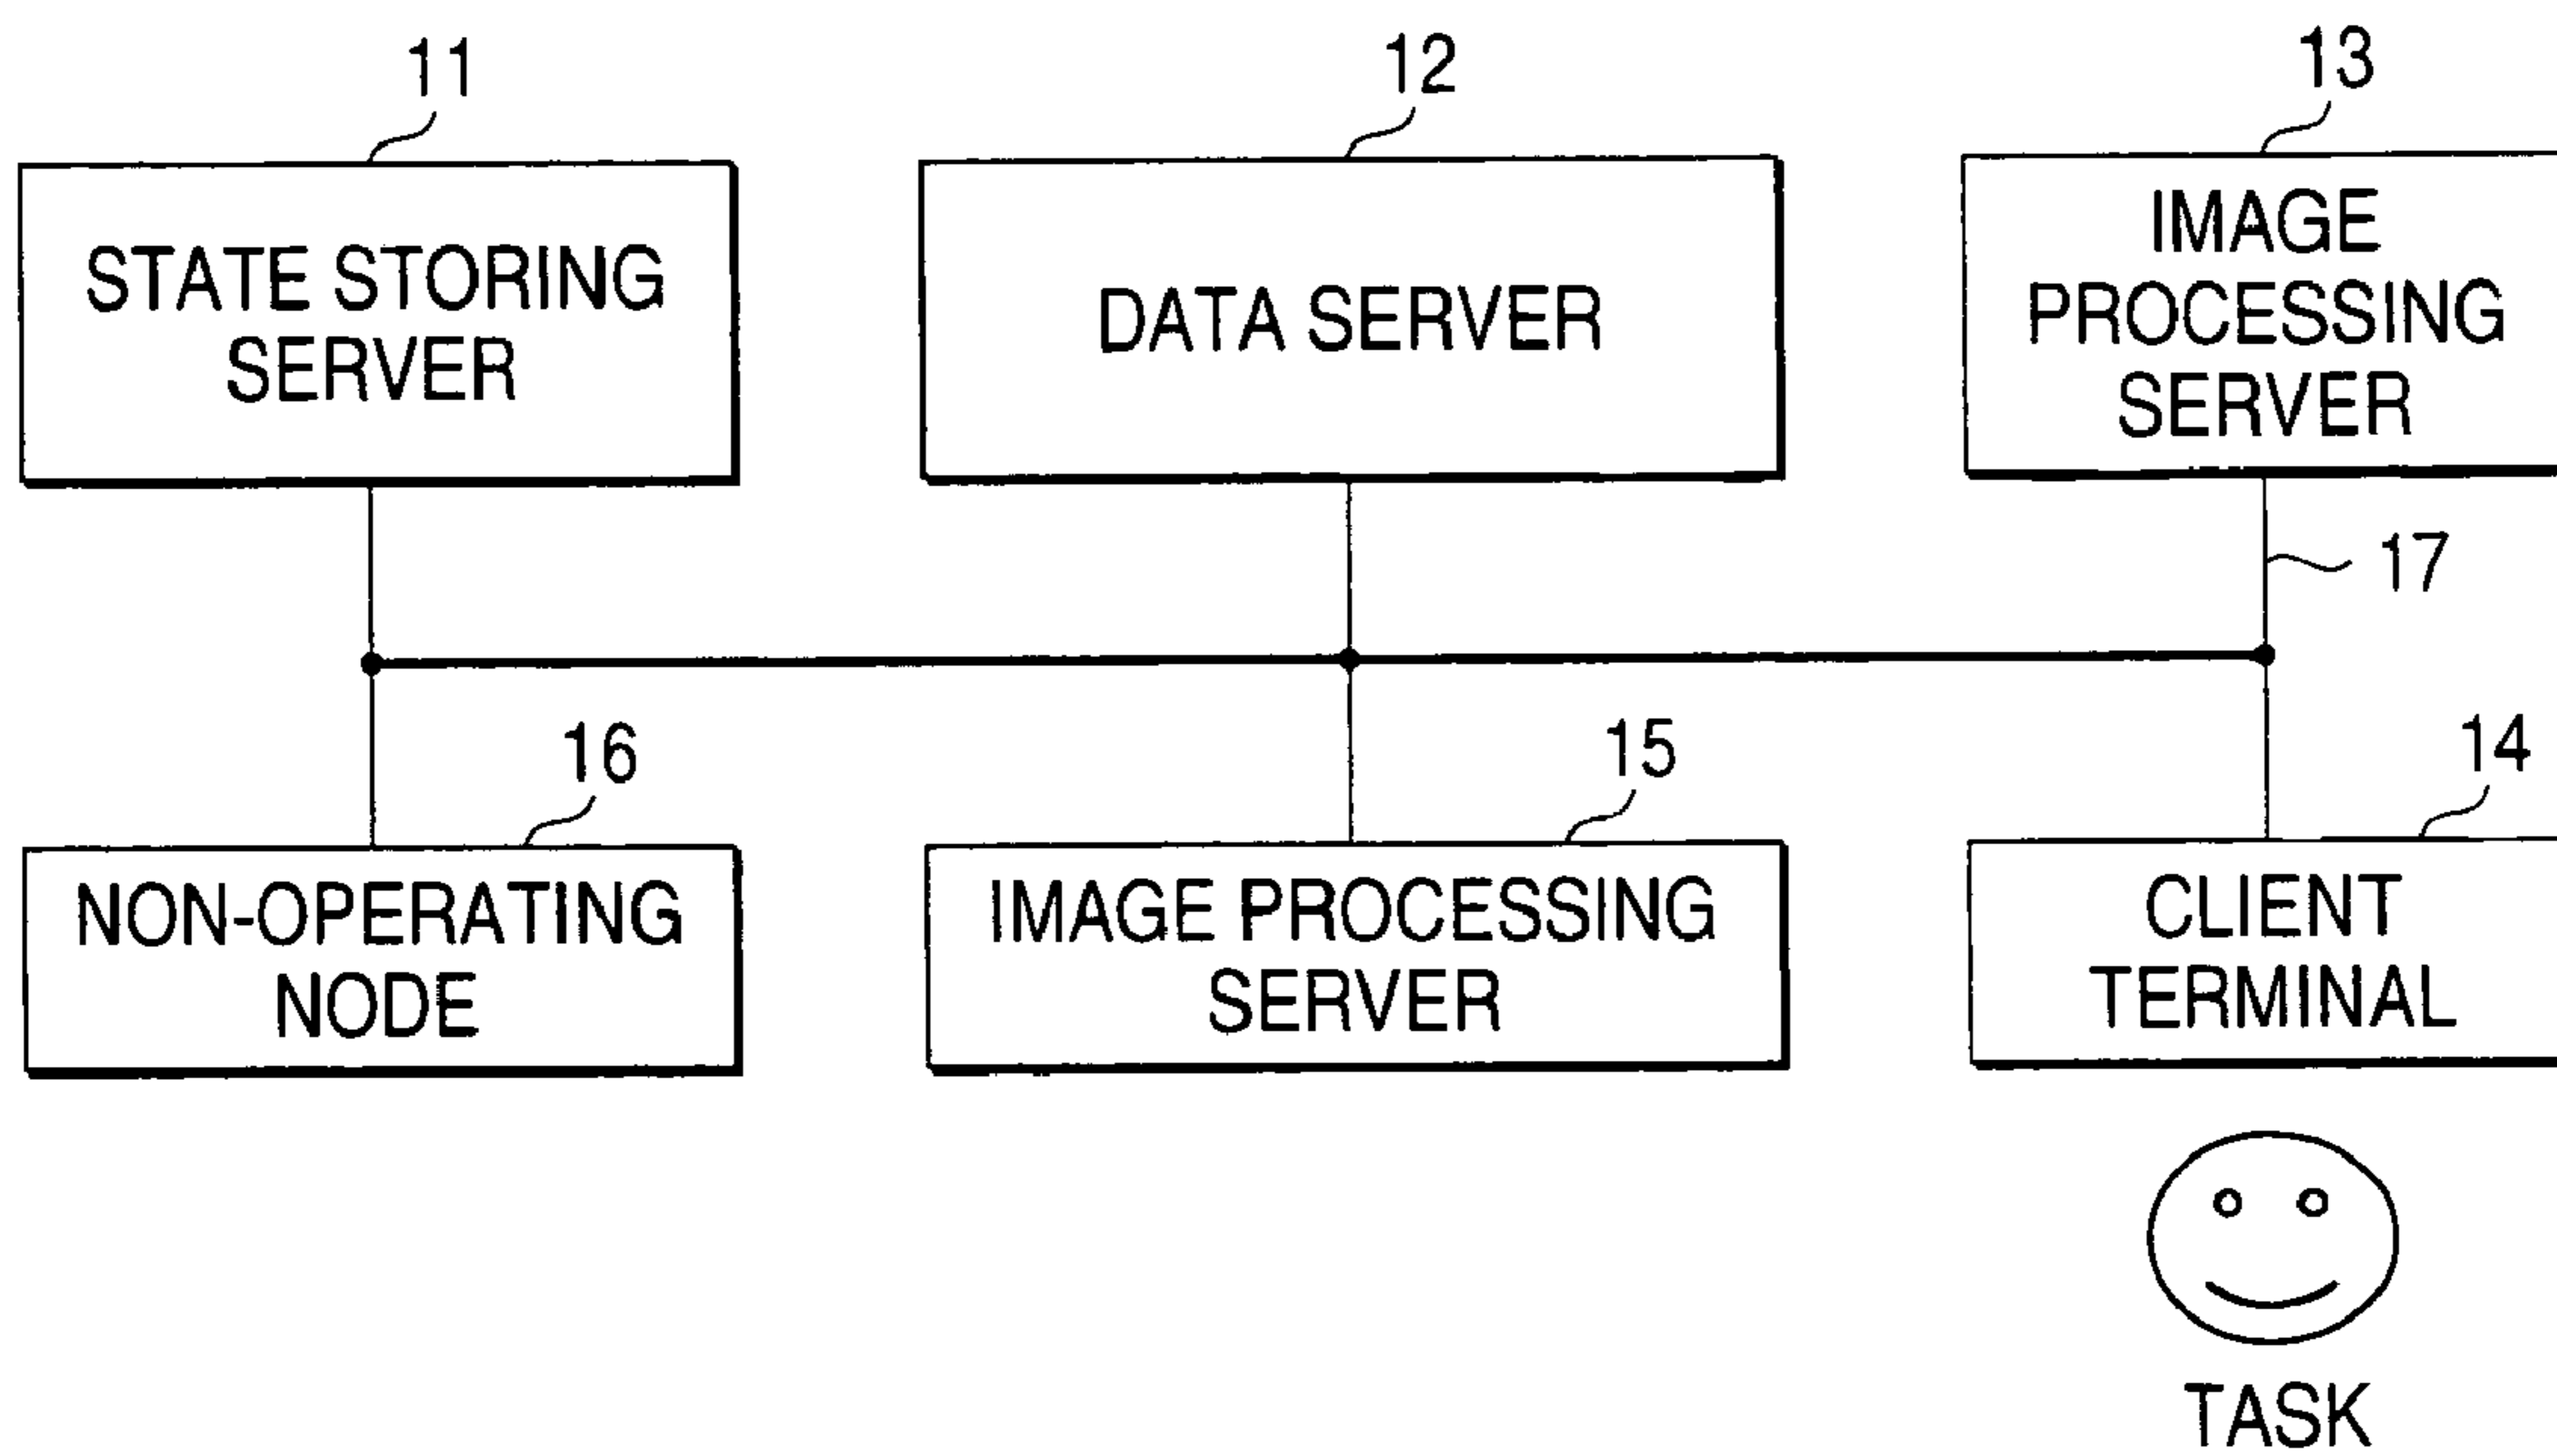 11
12
13
STATE STORING
SERVER
DATA SERVER
IMAGE
PROCESSING
SERVER
17
16
15
14
NON-OPERATING
NODE
IMAGE PROCESSING
SERVER
CLIENT
TERMINAL
TASK